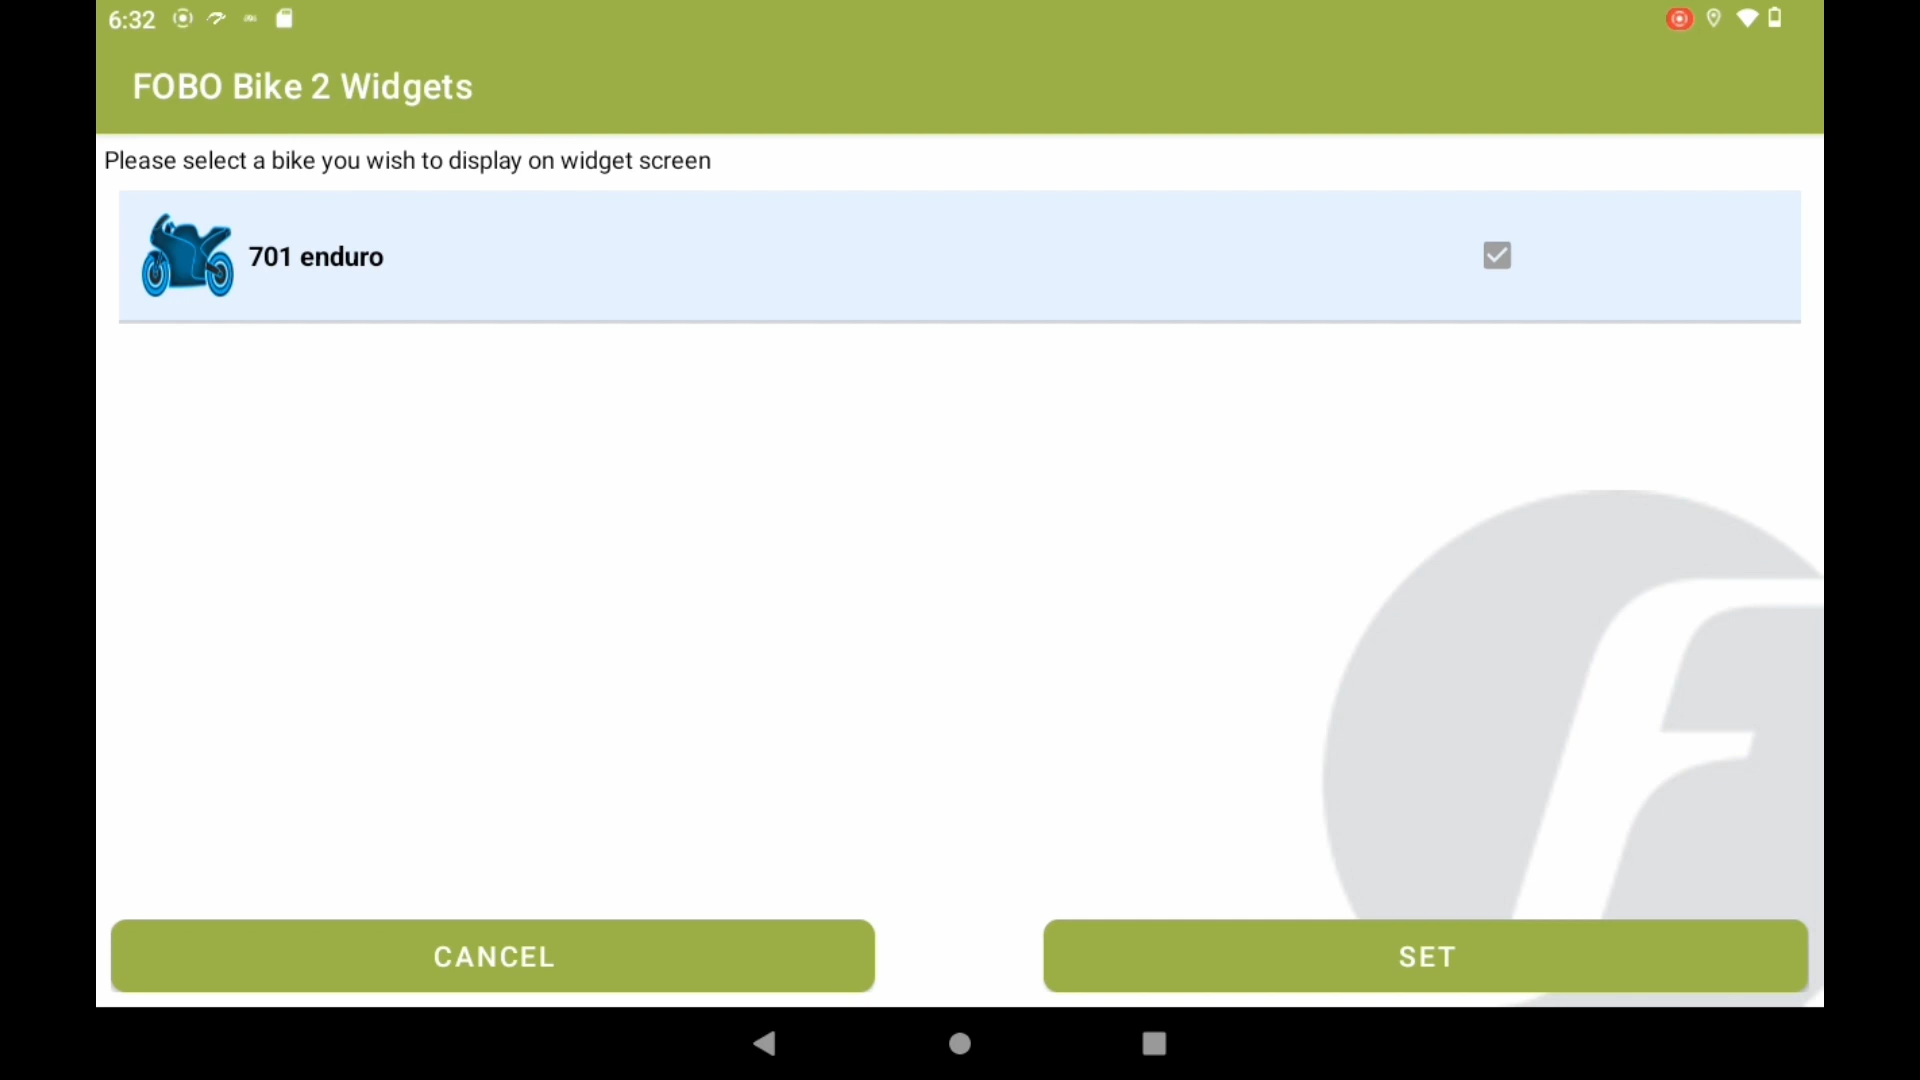 6:32
FOBO Bike 2 Widgets
Please select a bike you wish to display on widget screen
701 enduro
CANCEL
SET